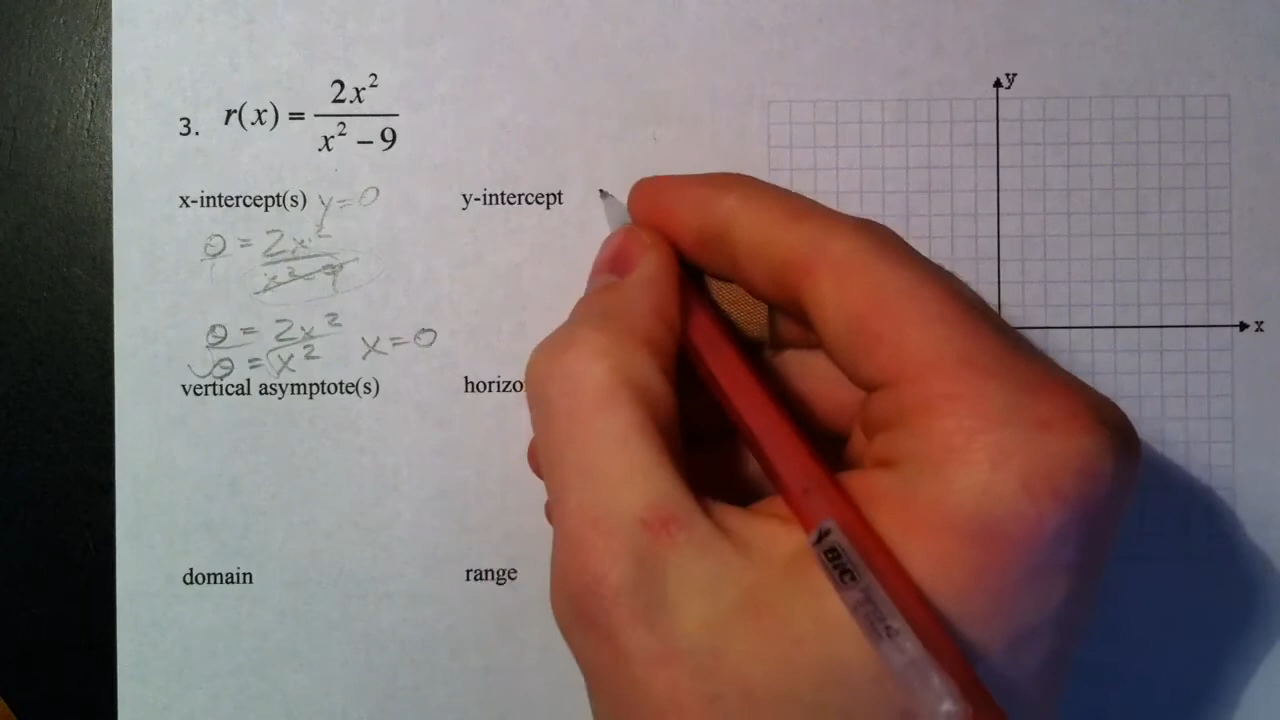 3. r(x) = 2x² / x² – 9
x-intercept(s) y=0
y-intercept
0 = 2x² / x²-9
0 = 2x²
0 = x² x=0
vertical asymptote(s)
horizo
domain
range
y
x
BIC